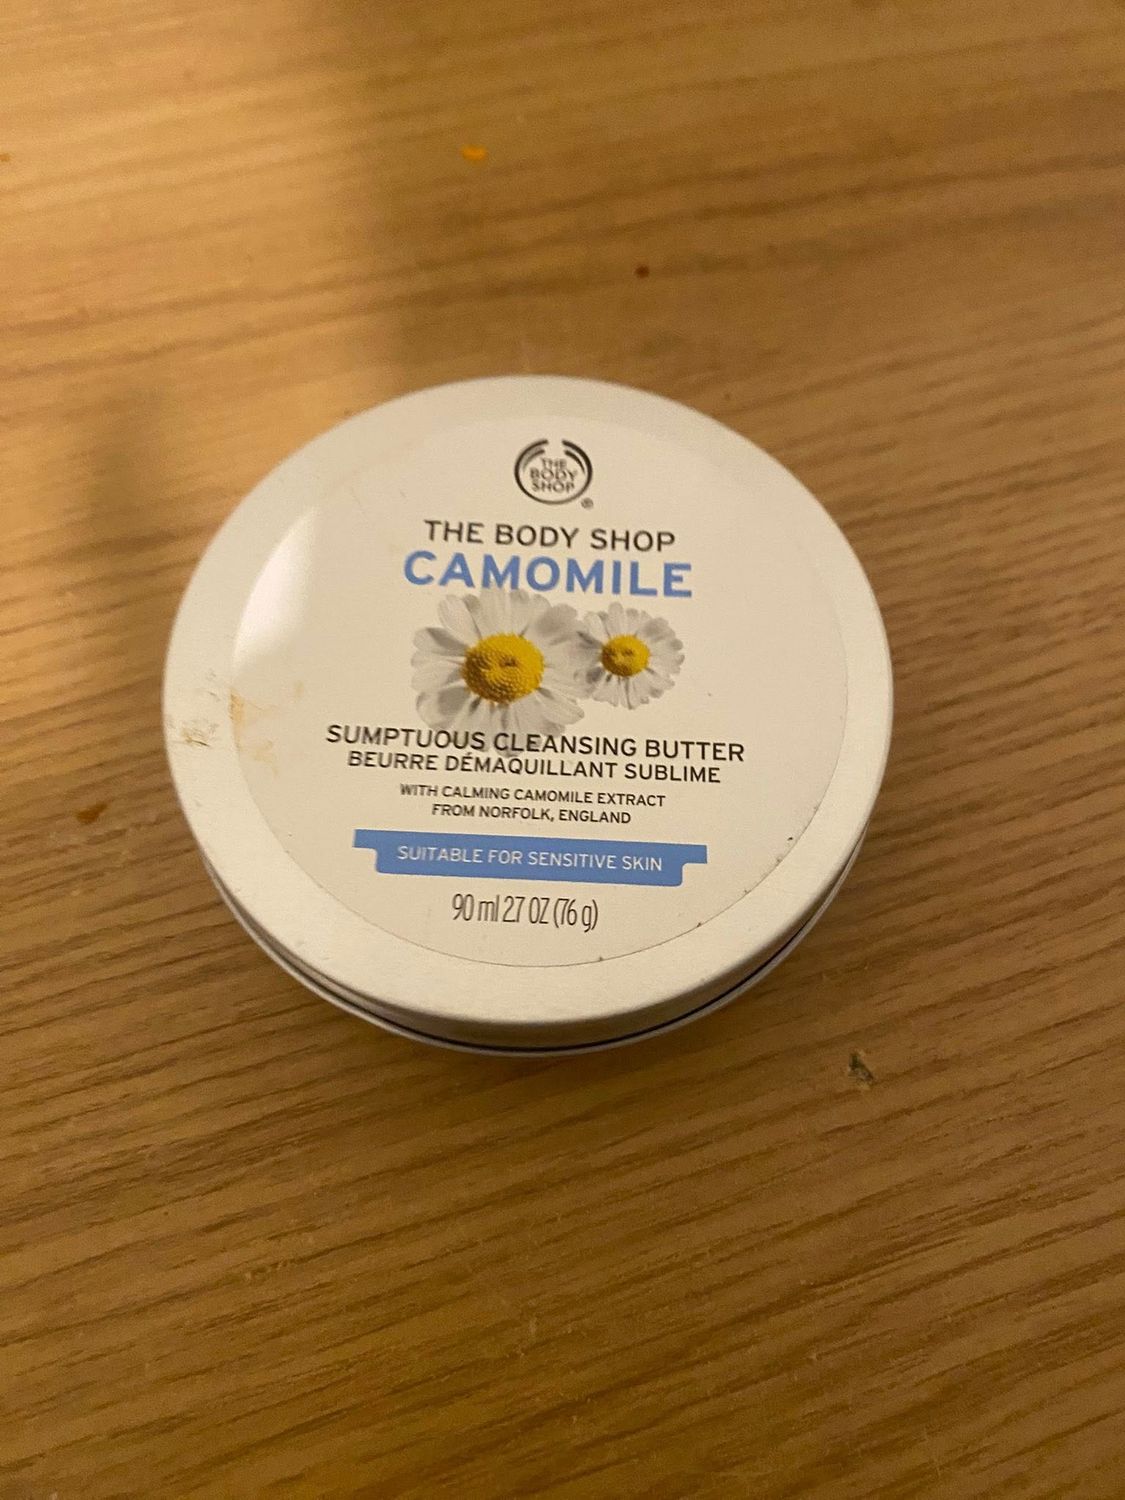 THE
BODY
SHOP
®
THE BODY SHOP
CAMOMILE
SUMPTUOUS CLEANSING BUTTER
BEURRE DÉMAQUILLANT SUBLIME
WITH CALMING CAMOMILE EXTRACT
FROM NORFOLK, ENGLAND
SUITABLE FOR SENSITIVE SKIN
90 ml 2.7 OZ (76 g)